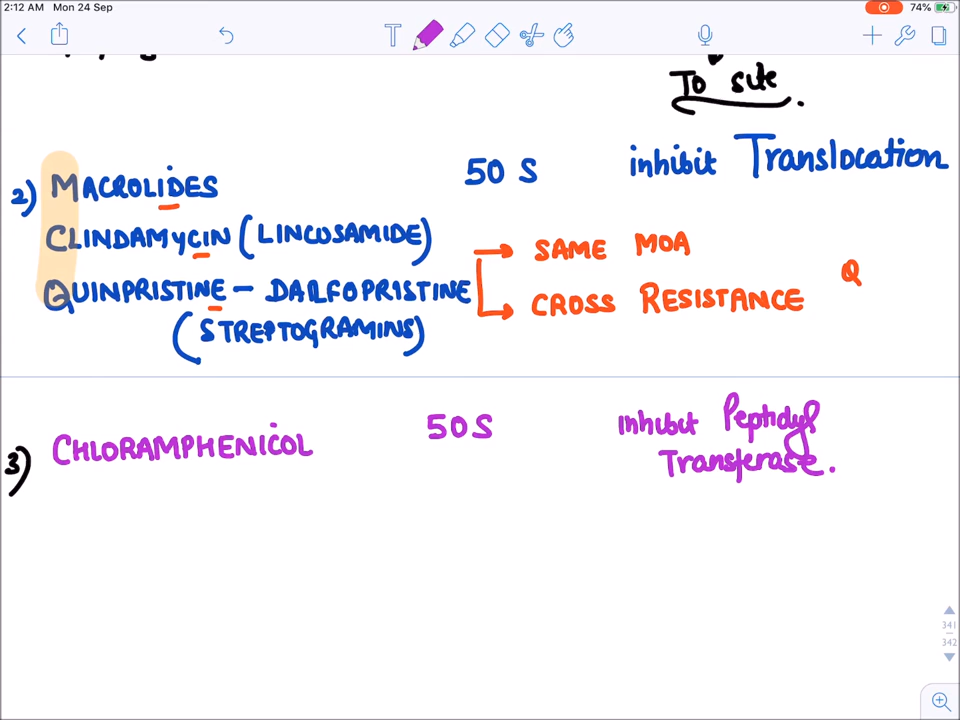 2:12 AM Mon 24 Sep 74%
T
To site.
2) MACROLIDES 50 S inhibit Translocation
CLINDAMYCIN (LINCOSAMIDE) → SAME MOA
QUINPRISTINE - DALFOPRISTINE → CROSS RESISTANCE Q
(STREPTOGRAMINS)
3) CHLORAMPHENICOL 50S Inhibit Peptidyl
Transferase.
341
342